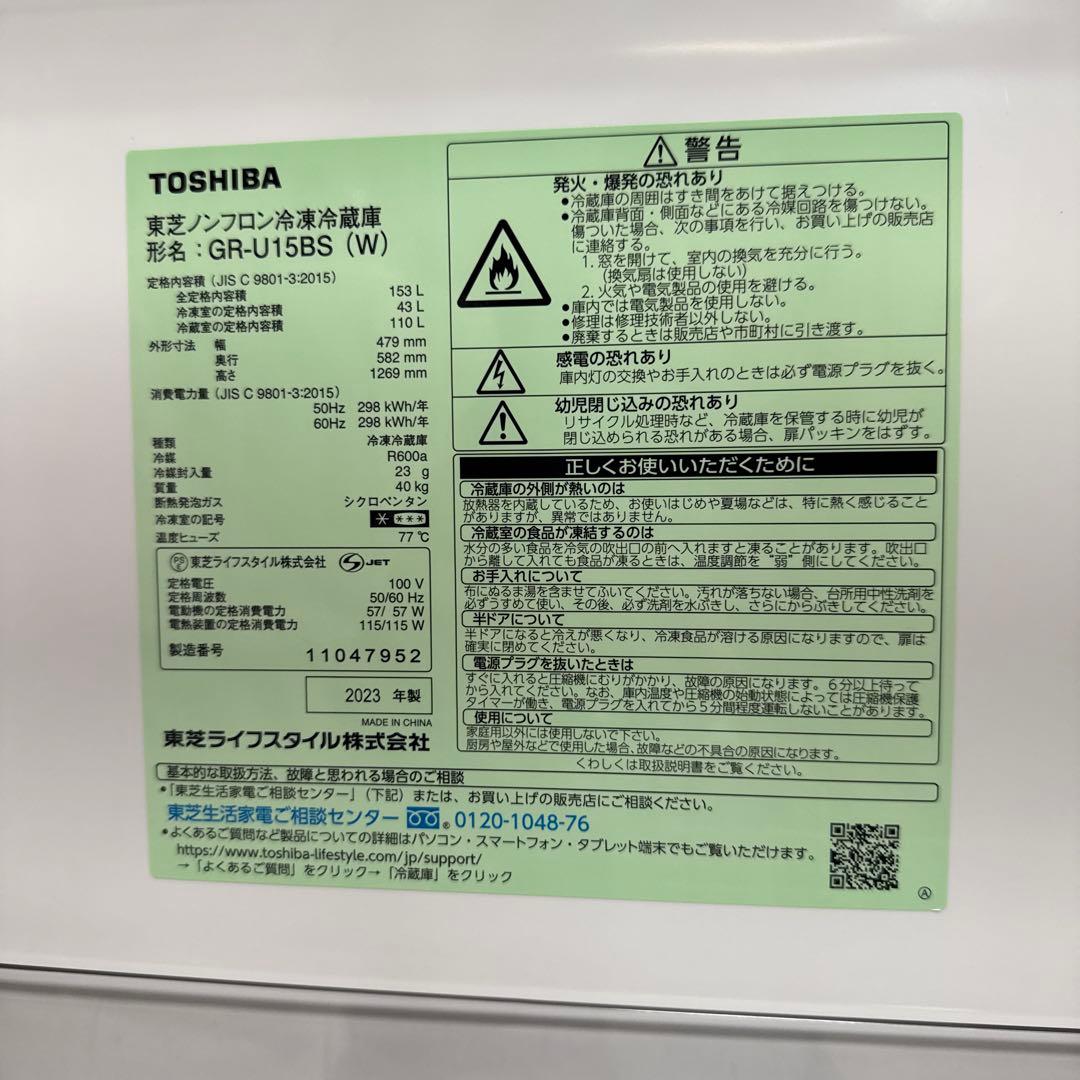 TOSHIBA
東芝ノンフロン冷凍冷蔵庫
形名：GR-U15BS（W）
定格内容積（JIS C 9801-3:2015）
全定格内容積 153 L
冷凍室の定格内容積 43 L
冷蔵室の定格内容積 110 L
外形寸法 幅 479 mm
奥行 582 mm
高さ 1269 mm
消費電力量（JIS C 9801-3:2015）
50Hz 298 kWh/年
60Hz 298 kWh/年
種類 冷凍冷蔵庫
冷媒 R600a
冷媒封入量 23 g
質量 40 kg
断熱発泡ガス シクロペンタン
冷凍室の記号
温度ヒューズ 77 ℃
PSE 東芝ライフスタイル株式会社 JET
定格電圧 100 V
定格周波数 50/60 Hz
電動機の定格消費電力 57/ 57 W
電熱装置の定格消費電力 115/115 W
製造番号 11047952
2023 年製
MADE IN CHINA
東芝ライフスタイル株式会社
警告
発火・爆発の恐れあり
●冷蔵庫の周囲はすき間をあけて据えつける。
●冷蔵庫背面・側面などにある冷媒回路を傷つけない。
傷ついた場合、次の事項を行い、お買い上げの販売店
に連絡する。
1. 窓を開けて、室内の換気を充分に行う。
（換気扇は使用しない）
2. 火気や電気製品の使用を避ける。
●庫内では電気製品を使用しない。
●修理は修理技術者以外しない。
●廃棄するときは販売店や市町村に引き渡す。
感電の恐れあり
庫内灯の交換やお手入れのときは必ず電源プラグを抜く。
幼児閉じ込みの恐れあり
リサイクル処理時など、冷蔵庫を保管する時に幼児が
閉じ込められる恐れがある場合、扉パッキンをはずす。
正しくお使いいただくために
冷蔵庫の外側が熱いのは
放熱器を内蔵しているため、お使いはじめや夏場などは、特に熱く感じること
がありますが、異常ではありません。
冷蔵室の食品が凍結するのは
水分の多い食品を冷気の吹出口の前へ入れますと凍ることがあります。吹出口
から離して入れても食品が凍るときは、温度調節を“弱”側にしてください。
お手入れについて
布にぬるま湯を含ませてふいてください。汚れが落ちない場合、台所用中性洗剤を
必ずうすめて使い、その後、必ず洗剤を水ぶきし、さらにからぶきしてください。
半ドアについて
半ドアになると冷えが悪くなり、冷凍食品が溶ける原因になりますので、扉は
確実に閉めてください。
電源プラグを抜いたときは
すぐに入れると圧縮機にむりがかかり、故障の原因になります。6分以上待って
から入れてください。なお、庫内温度や圧縮機の始動状態によっては圧縮機保護
タイマーが働き、電源プラグを入れてから5分間程度運転しないことがあります。
使用について
家庭用以外には使用しないで下さい。
厨房や屋外などで使用した場合、故障などの不具合の原因になります。
くわしくは取扱説明書をご覧ください。
基本的な取扱方法、故障と思われる場合のご相談
●「東芝生活家電ご相談センター」（下記）または、お買い上げの販売店にご相談ください。
東芝生活家電ご相談センター ® 0120-1048-76
●よくあるご質問など製品についての詳細はパソコン・スマートフォン・タブレット端末でもご覧いただけます。
https://www.toshiba-lifestyle.com/jp/support/
→「よくあるご質問」をクリック→「冷蔵庫」をクリック
Ⓐ